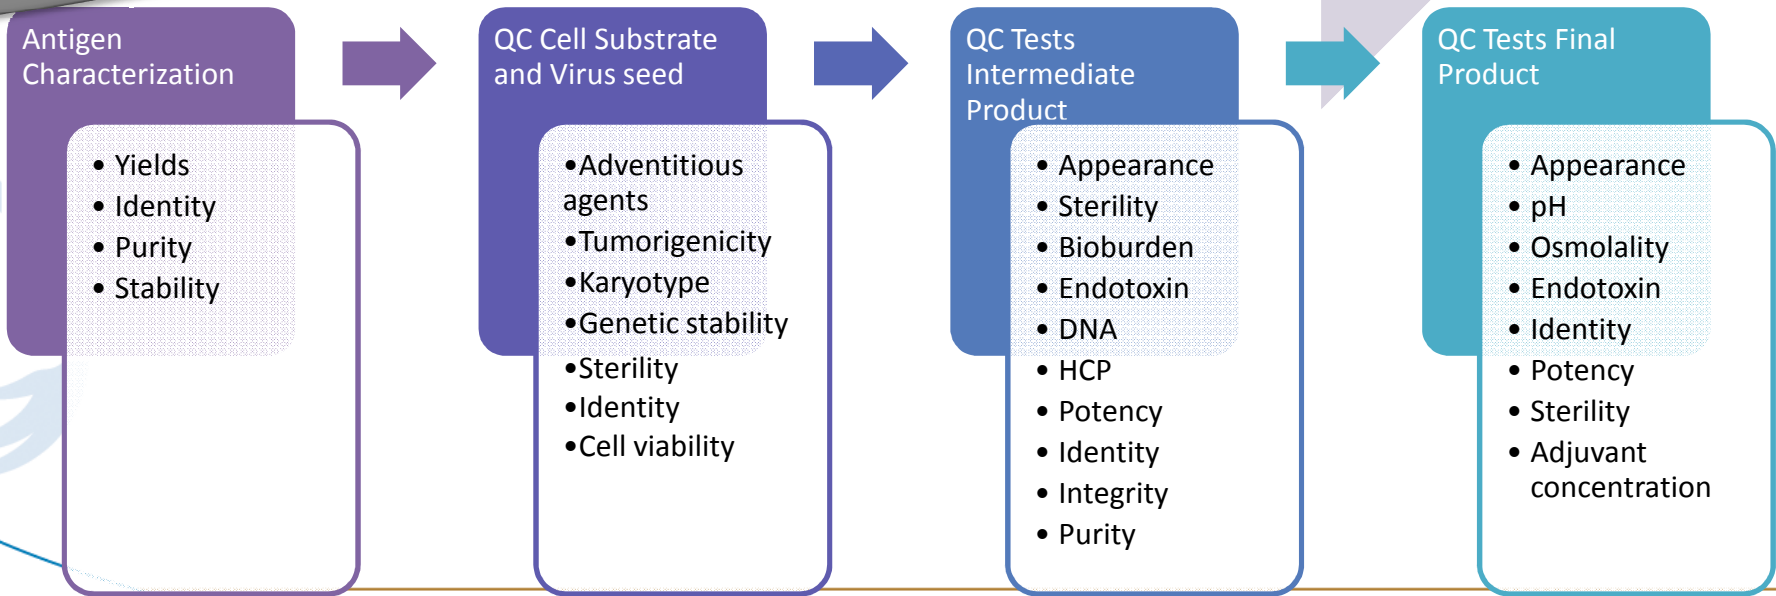 Antigen
Characterization
• Yields
• Identity
• Purity
• Stability
QC Cell Substrate
and Virus seed
•Adventitious
agents
•Tumorigenicity
•Karyotype
•Genetic stability
•Sterility
•Identity
•Cell viability
QC Tests
Intermediate
Product
• Appearance
• Sterility
• Bioburden
• Endotoxin
• DNA
• HCP
• Potency
• Identity
• Integrity
• Purity
QC Tests Final
Product
• Appearance
• pH
• Osmolality
• Endotoxin
• Identity
• Potency
• Sterility
• Adjuvant
concentration